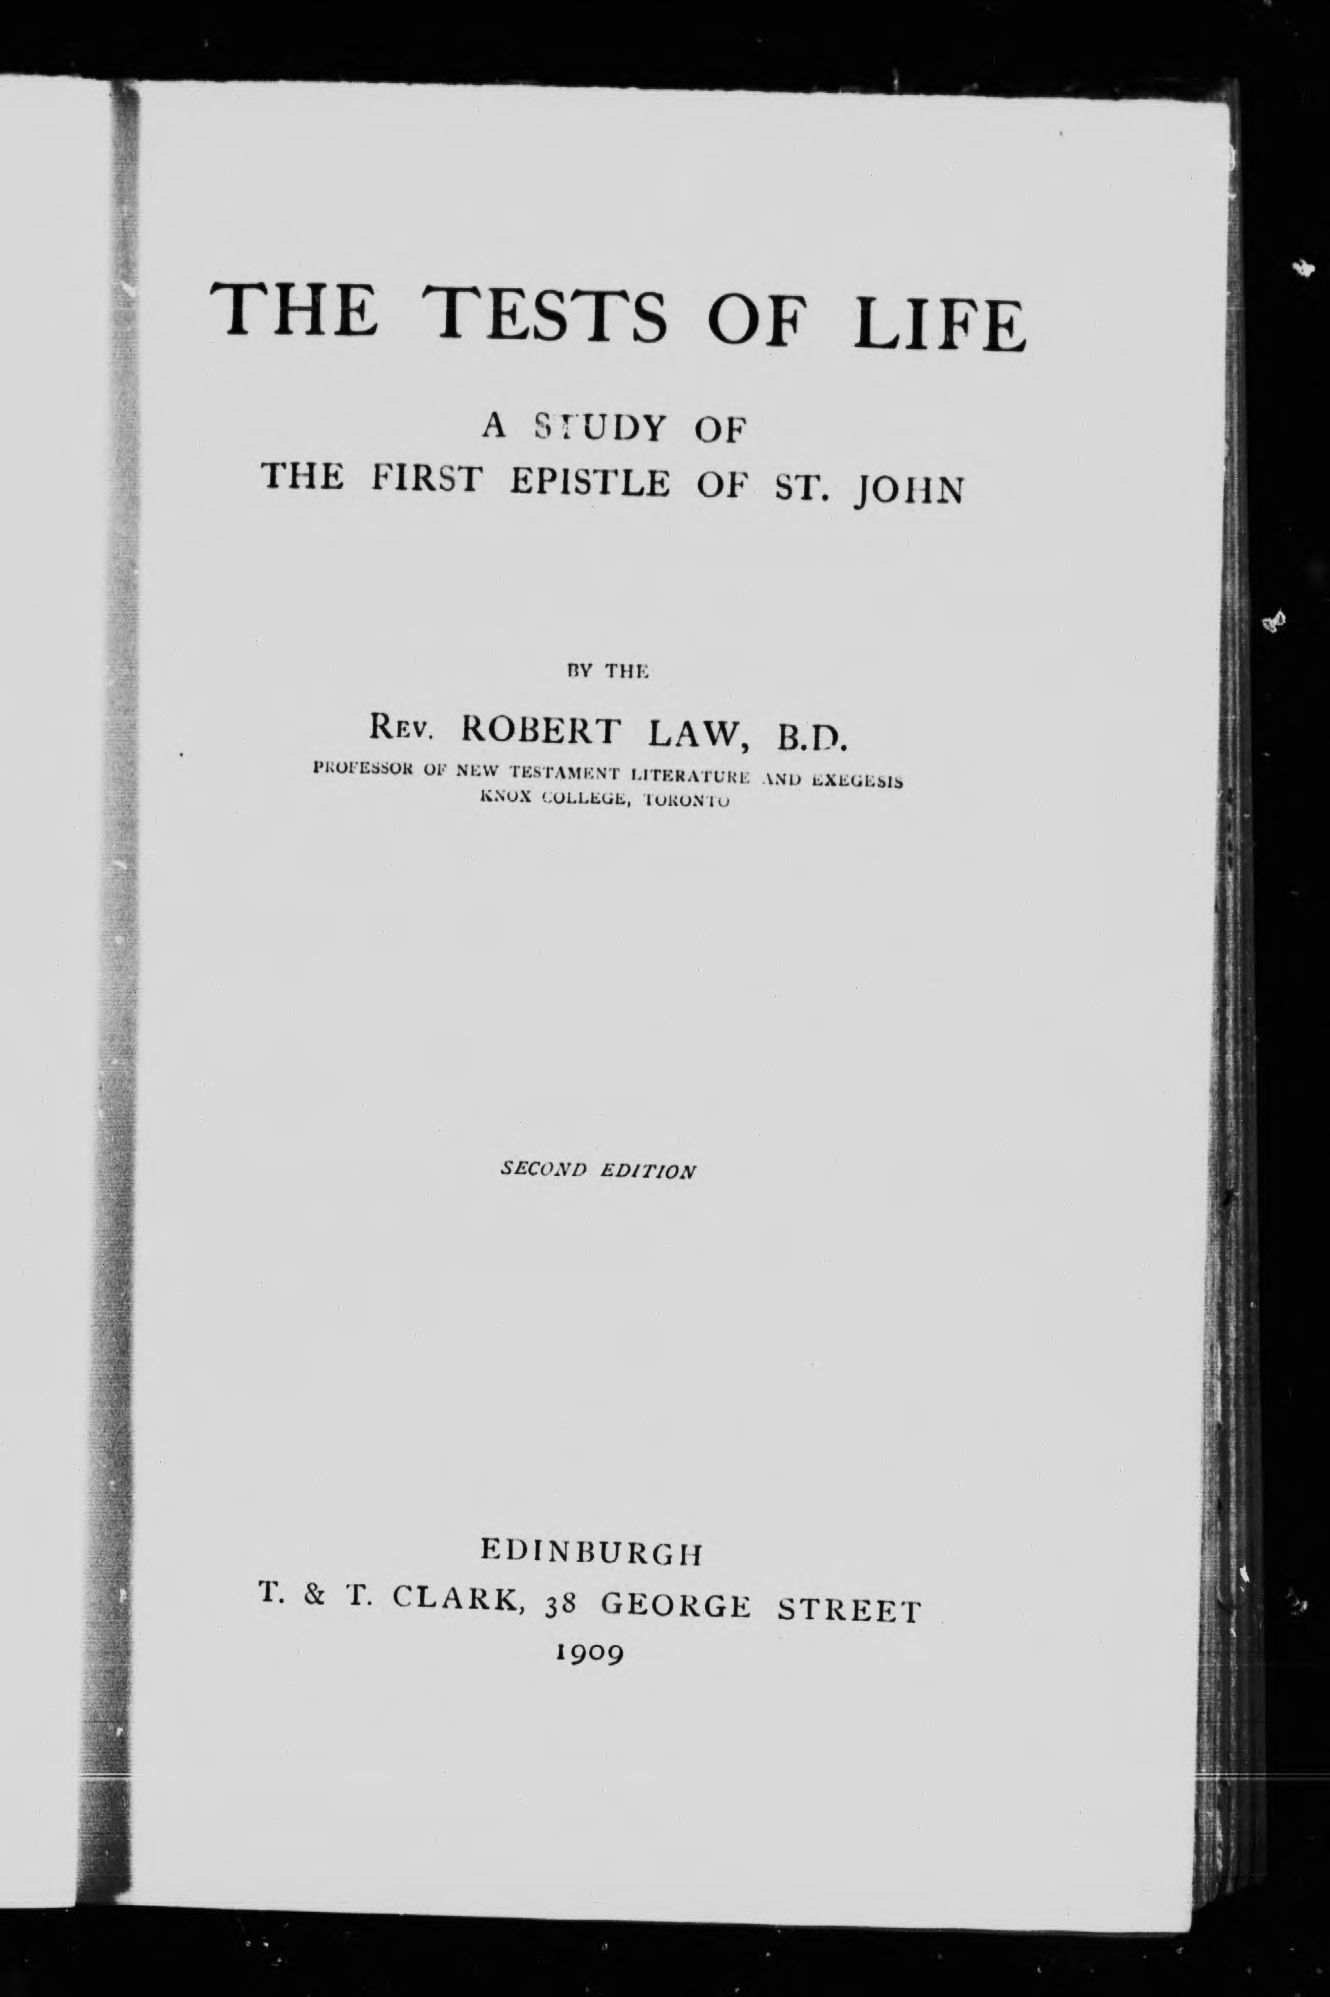 THE TESTS OF LIFE
A STUDY OF
THE FIRST EPISTLE OF ST. JOHN
BY THE
REV. ROBERT LAW, B.D.
PROFESSOR OF NEW TESTAMENT LITERATURE AND EXEGESIS
KNOX COLLEGE, TORONTO
SECOND EDITION
EDINBURGH
T. & T. CLARK, 38 GEORGE STREET
1909